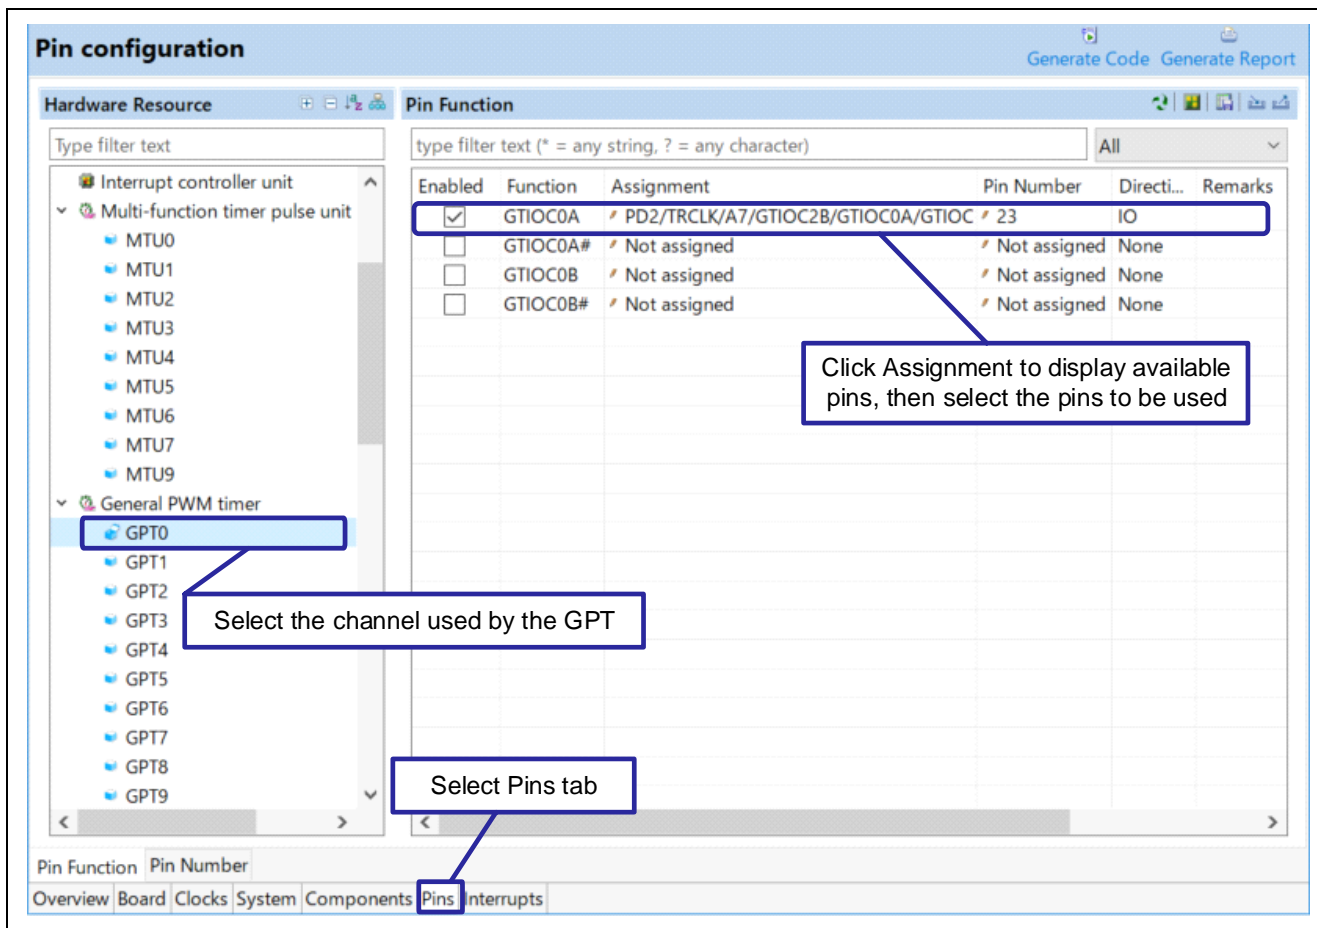 Pin configuration
Generate Code Generate Report
Hardware Resource
Pin Function
Type filter text
type filter text (* = any string, ? = any character)
All
Interrupt controller unit
Multi-function timer pulse unit
MTU0
MTU1
MTU2
MTU3
MTU4
MTU5
MTU6
MTU7
MTU9
General PWM timer
GPT0
GPT1
GPT2
GPT3
GPT4
GPT5
GPT6
GPT7
GPT8
GPT9
Enabled Function Assignment Pin Number Directi... Remarks
GTIOC0A PD2/TRCLK/A7/GTIOC2B/GTIOC0A/GTIOC 23 IO
GTIOC0A# Not assigned Not assigned None
GTIOC0B Not assigned Not assigned None
GTIOC0B# Not assigned Not assigned None
Click Assignment to display available
pins, then select the pins to be used
Select the channel used by the GPT
Select Pins tab
Pin Function Pin Number
Overview Board Clocks System Components Pins Interrupts